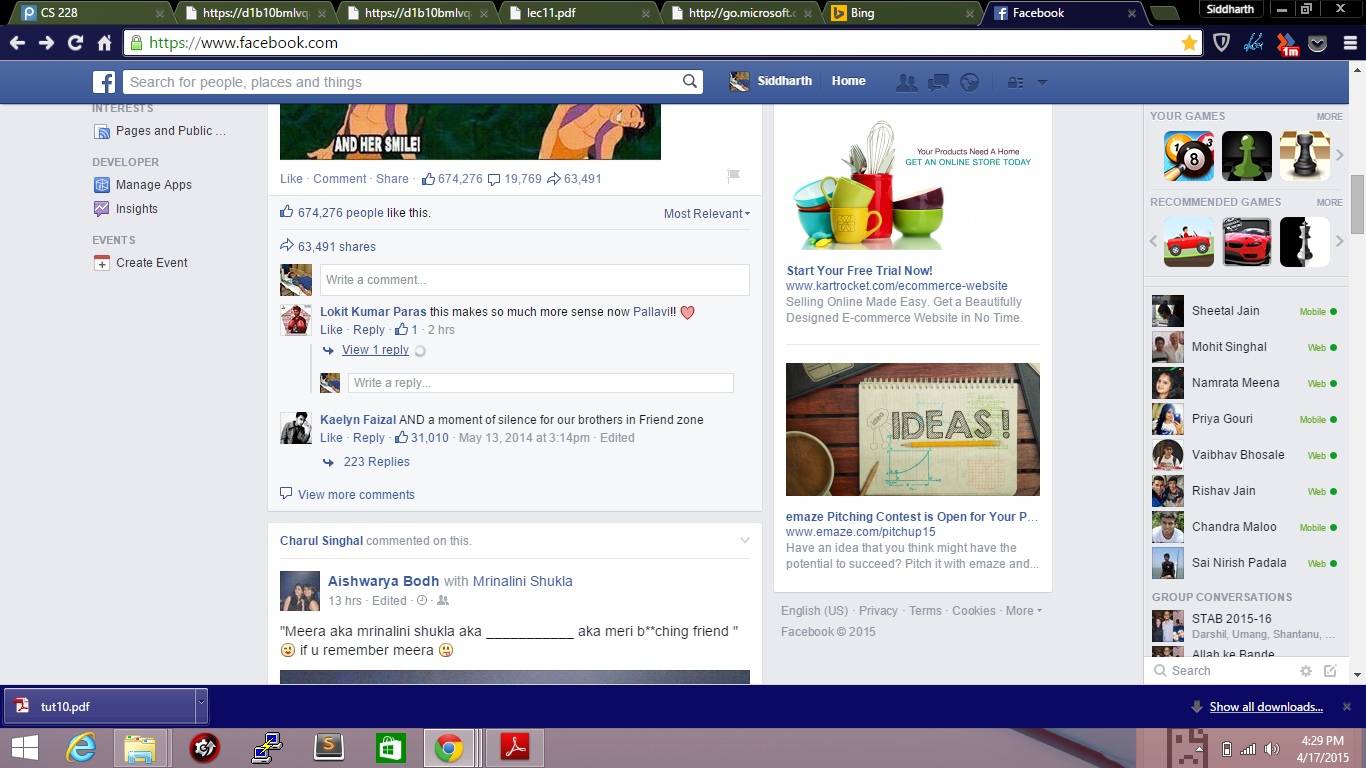 CS 228
https://d1b10bmlvq
https://d1b10bmlvq
lec11.pdf
http://go.microsoft.c
Bing
Facebook
Siddharth
https://www.facebook.com
1m
Search for people, places and things
Siddharth
Home
INTERESTS
Pages and Public ...
DEVELOPER
Manage Apps
Insights
EVENTS
Create Event
AND HER SMILE!
Like · Comment · Share · 674,276 19,769 63,491
674,276 people like this.
Most Relevant
63,491 shares
Write a comment...
Lokit Kumar Paras this makes so much more sense now Pallavi!!
Like · Reply · 1 · 2 hrs
View 1 reply
Write a reply...
Kaelyn Faizal AND a moment of silence for our brothers in Friend zone
Like · Reply · 31,010 · May 13, 2014 at 3:14pm · Edited
223 Replies
View more comments
Charul Singhal commented on this.
Aishwarya Bodh with Mrinalini Shukla
13 hrs · Edited ·
"Meera aka mrinalini shukla aka ____________ aka meri b**ching friend "
if u remember meera
Your Products Need A Home
GET AN ONLINE STORE TODAY
Start Your Free Trial Now!
www.kartrocket.com/ecommerce-website
Selling Online Made Easy. Get a Beautifully
Designed E-commerce Website in No Time.
IDEAS!
emaze Pitching Contest is Open for Your P...
www.emaze.com/pitchup15
Have an idea that you think might have the
potential to succeed? Pitch it with emaze and...
English (US) · Privacy · Terms · Cookies · More
Facebook © 2015
YOUR GAMES
MORE
1
3
8
RECOMMENDED GAMES
MORE
Sheetal Jain
Mobile
Mohit Singhal
Web
Namrata Meena
Web
Priya Gouri
Mobile
Vaibhav Bhosale
Web
Rishav Jain
Web
Chandra Maloo
Mobile
Sai Nirish Padala
Web
GROUP CONVERSATIONS
STAB 2015-16
Darshil, Umang, Shantanu, ...
Allah ke Bande
Search
tut10.pdf
Show all downloads...
4:29 PM
4/17/2015